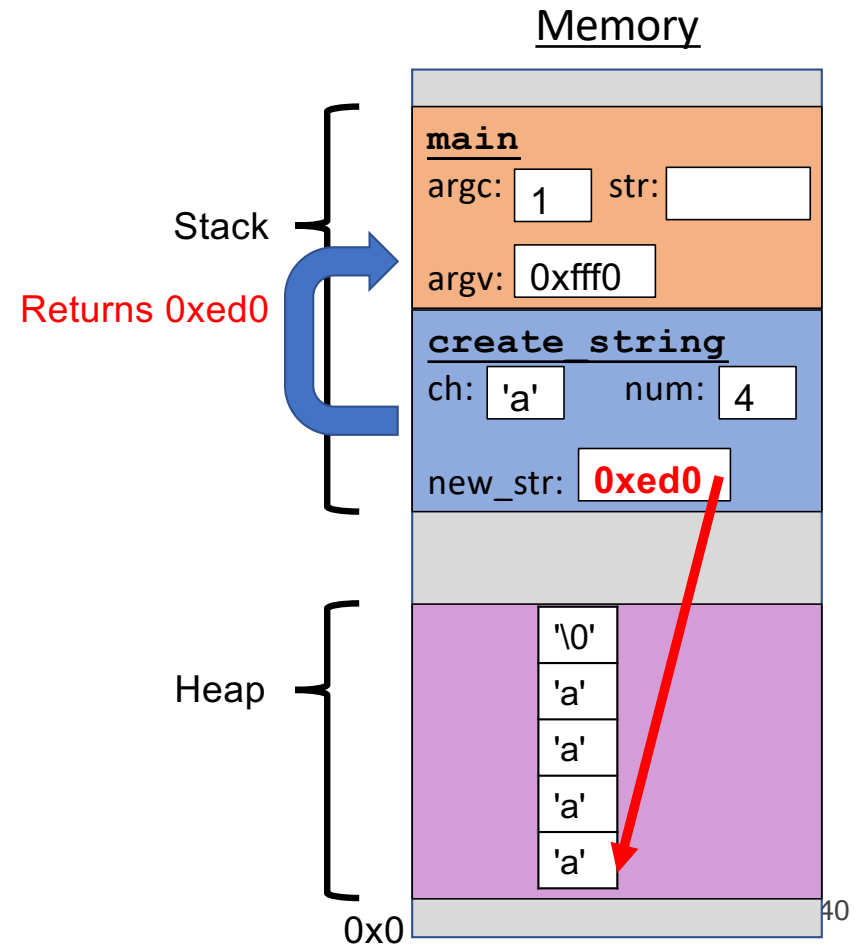 Memory
main
argc: 1 str:
Stack
argv: 0xfff0
Returns 0xed0
create_string
ch: 'a' num: 4
new_str: 0xed0
'\0'
Heap
'a'
'a'
'a'
'a'
0x0
40